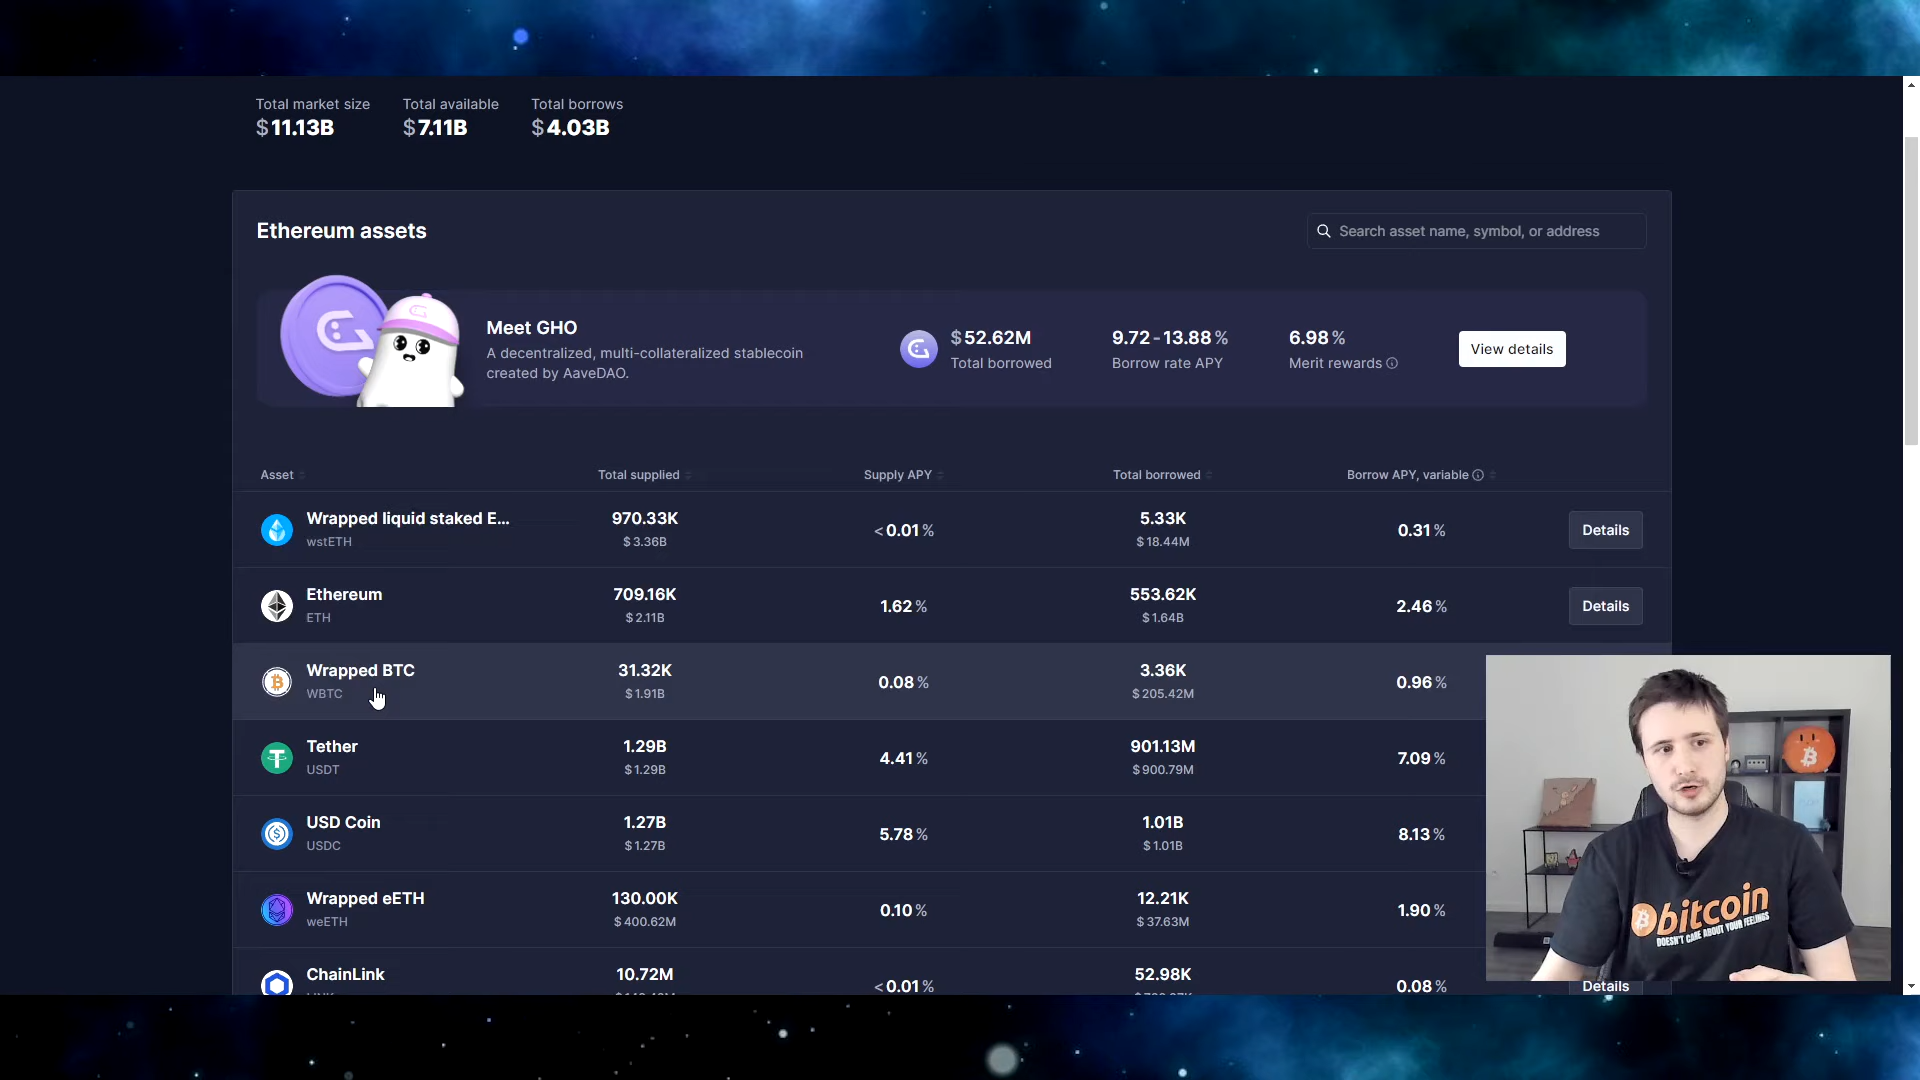 Total market size
Total available
Total borrows
$11.13B
$7.11B
$4.03B
Ethereum assets
Search asset name, symbol, or address
Meet GHO
A decentralized, multi-collateralized stablecoin
created by AaveDAO.
$52.62M
Total borrowed
9.72-13.88%
Borrow rate APY
6.98%
Merit rewards
View details
Asset
Total supplied
Supply APY
Total borrowed
Borrow APY, variable
Wrapped liquid staked E...
wstETH
970.33K
$3.36B
<0.01%
5.33K
$18.44M
0.31%
Details
Ethereum
ETH
709.16K
$2.11B
1.62%
553.62K
$1.64B
2.46%
Details
Wrapped BTC
WBTC
31.32K
$1.91B
0.08%
3.36K
$205.42M
0.96%
Tether
USDT
1.29B
$1.29B
4.41%
901.13M
$900.79M
7.09%
USD Coin
USDC
1.27B
$1.27B
5.78%
1.01B
$1.01B
8.13%
Wrapped eETH
weETH
130.00K
$400.62M
0.10%
12.21K
$37.63M
1.90%
ChainLink
10.72M
<0.01%
52.98K
0.08%
Details
bitcoin
DOESN'T CARE ABOUT YOUR FEELINGS